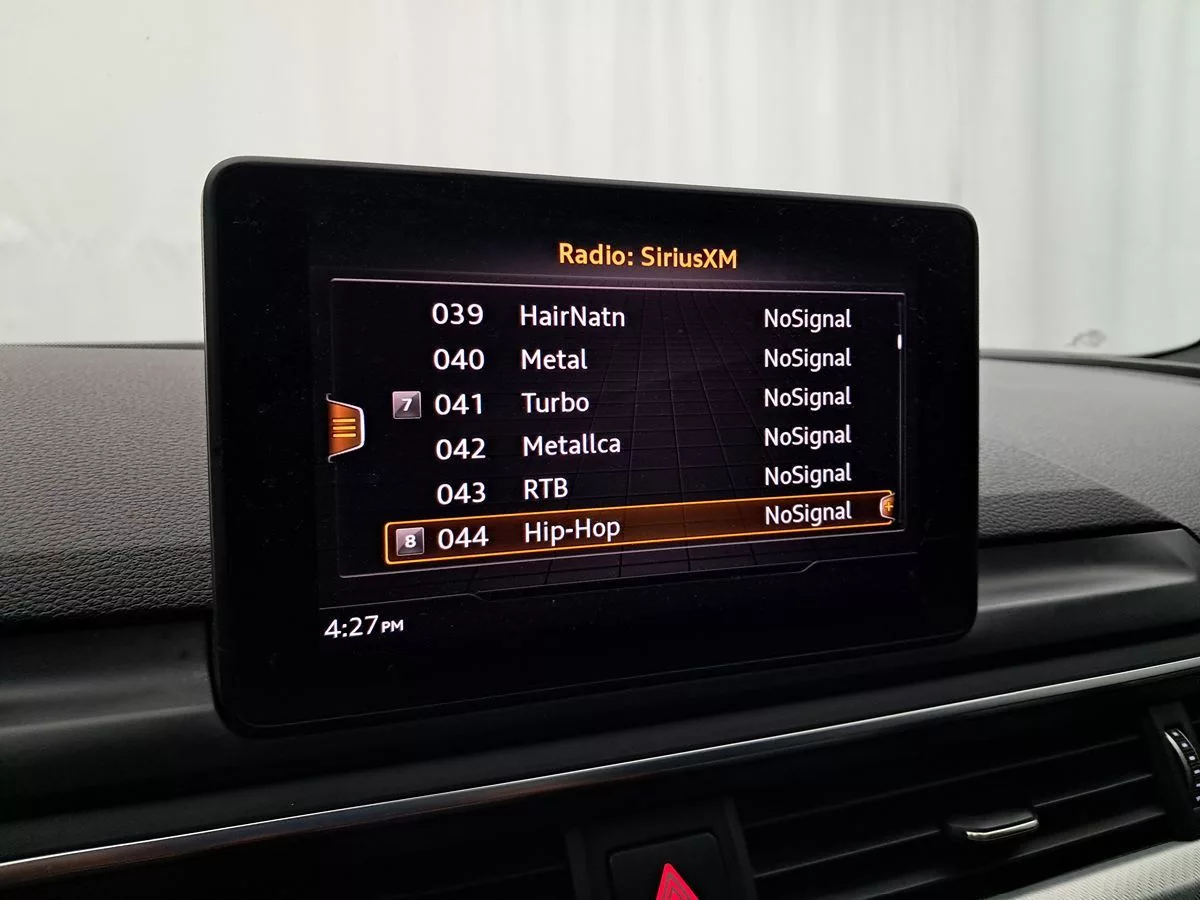 Radio: SiriusXM
039 HairNatn NoSignal
040 Metal NoSignal
7 041 Turbo NoSignal
042 Metallca NoSignal
043 RTB NoSignal
8 044 Hip-Hop NoSignal
4:27PM